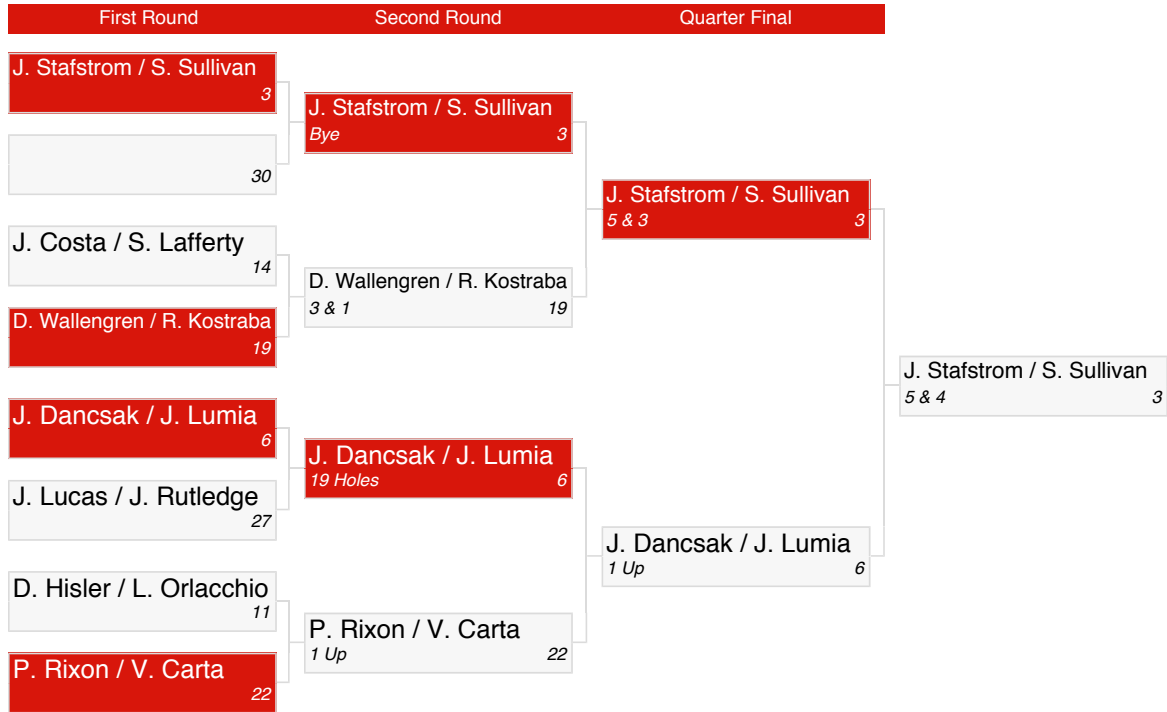 First Round
Second Round
Quarter Final
J. Stafstrom / S. Sullivan
3
30
J. Costa / S. Lafferty
14
D. Wallengren / R. Kostraba
19
J. Dancsak / J. Lumia
6
J. Lucas / J. Rutledge
27
D. Hisler / L. Orlacchio
11
P. Rixon / V. Carta
22
J. Stafstrom / S. Sullivan
Bye 3
D. Wallengren / R. Kostraba
3 & 1 19
J. Dancsak / J. Lumia
19 Holes 6
P. Rixon / V. Carta
1 Up 22
J. Stafstrom / S. Sullivan
5 & 3 3
J. Dancsak / J. Lumia
1 Up 6
J. Stafstrom / S. Sullivan
5 & 4 3